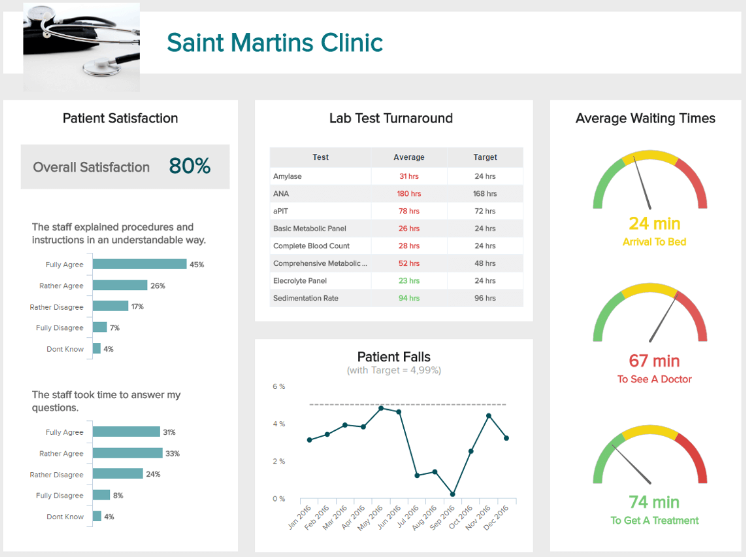 Saint Martins Clinic
Patient Satisfaction
Overall Satisfaction 80%
The staff explained procedures and
instructions in an understandable way.
Fully Agree 45%
Rather Agree 26%
Rather Disagree 17%
Fully Disagree 7%
Dont Know 4%
The staff took time to answer my
questions.
Fully Agree 31%
Rather Agree 33%
Rather Disagree 24%
Fully Disagree 8%
Dont Know 4%
Lab Test Turnaround
Test Average Target
Amylase 31 hrs 24 hrs
ANA 180 hrs 168 hrs
aPIT 78 hrs 72 hrs
Basic Metabolic Panel 26 hrs 24 hrs
Complete Blood Count 28 hrs 24 hrs
Comprehensive Metabolic ... 52 hrs 48 hrs
Elecrolyte Panel 23 hrs 24 hrs
Sedimentation Rate 94 hrs 96 hrs
Patient Falls
(with Target = 4,99%)
6 %
4 %
2 %
0 %
Jan 2016 Feb 2016 Mar 2016 Apr 2016 May 2016 Jun 2016 Jul 2016 Aug 2016 Sep 2016 Oct 2016 Nov 2016 Dec 2016
Average Waiting Times
24 min
Arrival To Bed
67 min
To See A Doctor
74 min
To Get A Treatment